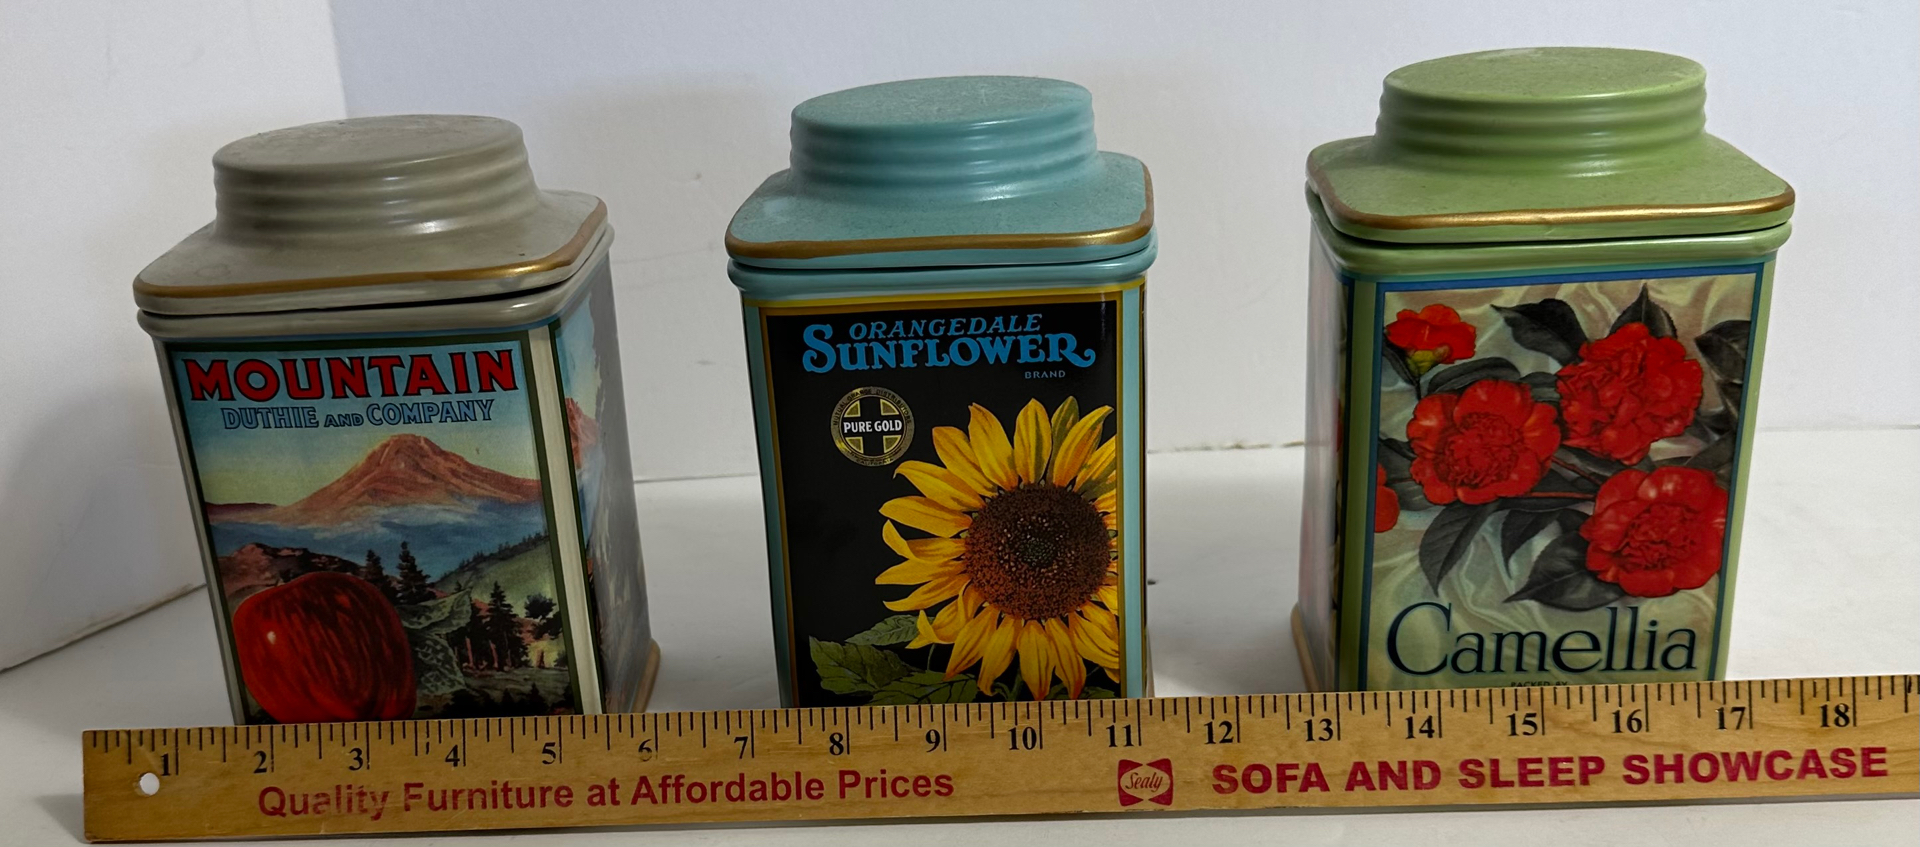 MOUNTAIN
DUTHIE AND COMPANY
ORANGEDALE
SUNFLOWER
BRAND
PURE GOLD
Camellia
PACKED BY
1 2 3 4 5 6 7 8 9 10 11 12 13 14 15 16 17 18
Quality Furniture at Affordable Prices
Sealy
SOFA AND SLEEP SHOWCASE